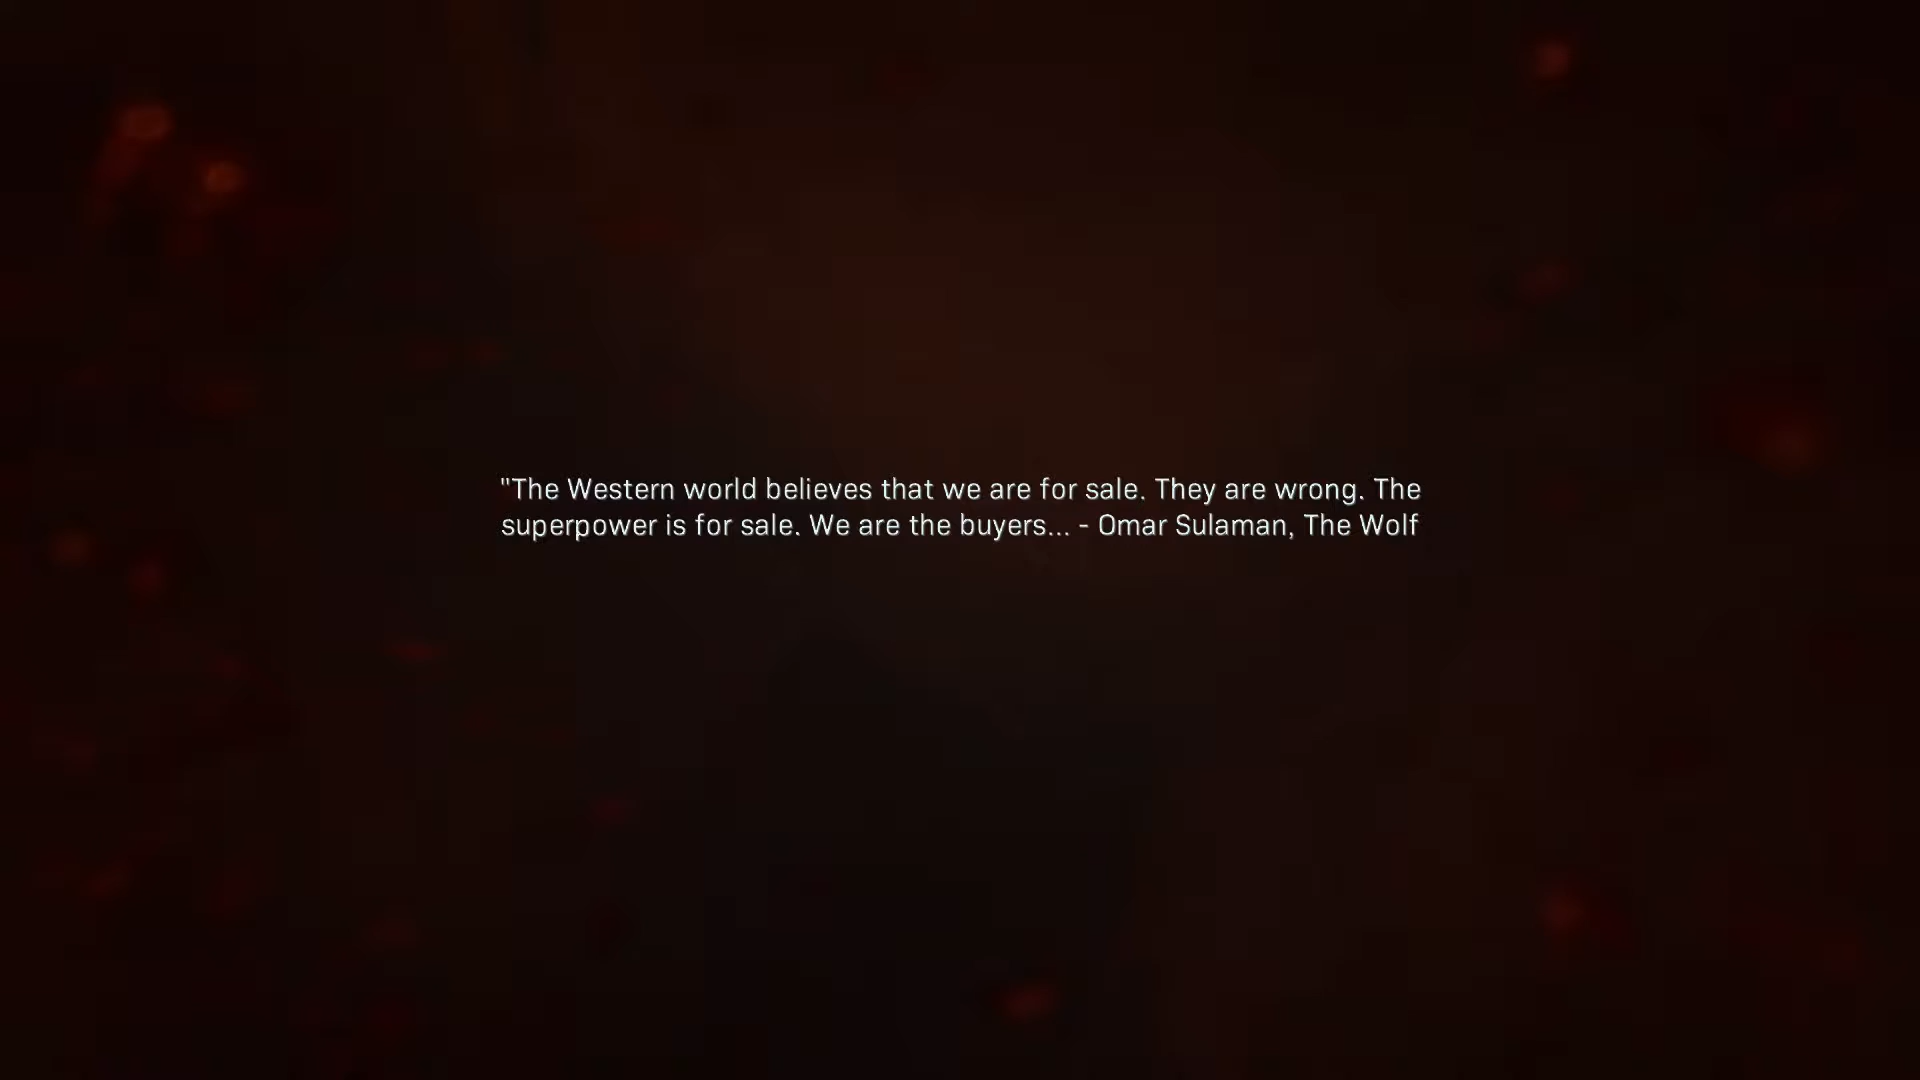 "The Western world believes that we are for sale. They are wrong. The
superpower is for sale. We are the buyers... - Omar Sulaman, The Wolf